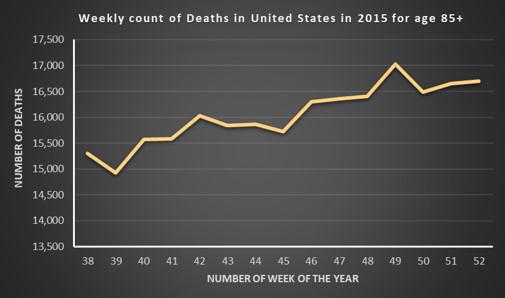 Weekly count of Deaths in United States in 2015 for age 85+
17,500
17,000
16,500
16,000
15,500
15,000
14,500
14,000
13,500
NUMBER OF DEATHS
38 39 40 41 42 43 44 45 46 47 48 49 50 51 52
NUMBER OF WEEK OF THE YEAR